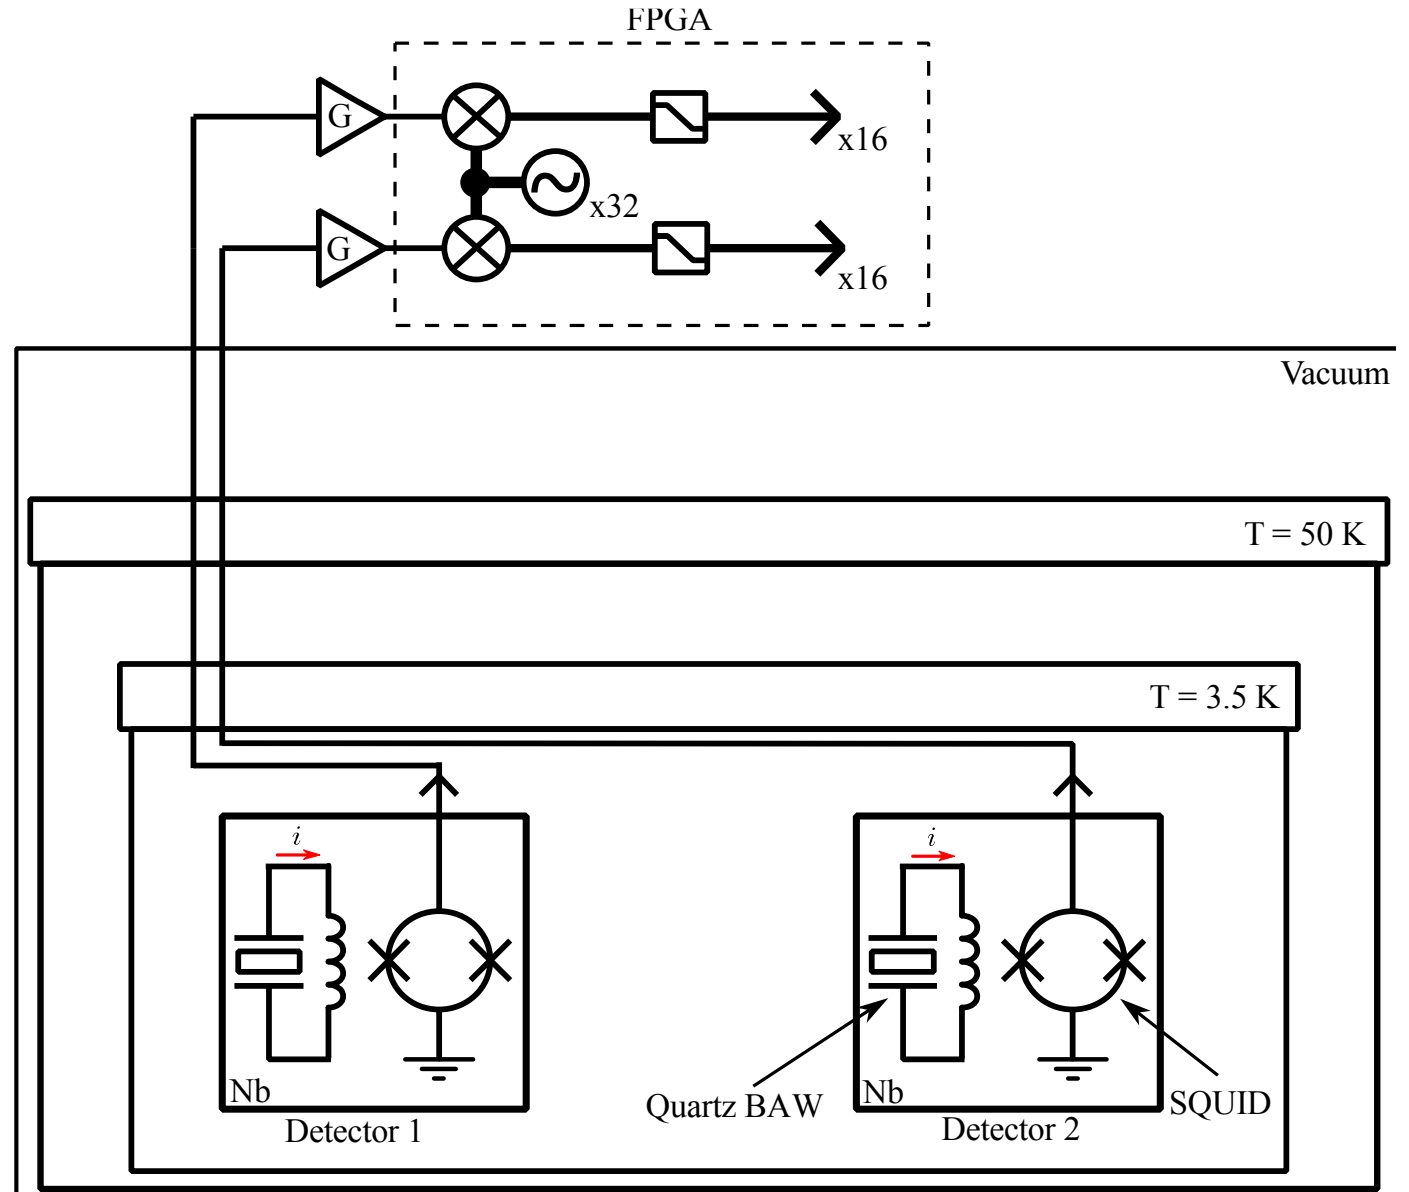 FPGA
G
x16
x32
G
x16
Vacuum
T = 50 K
T = 3.5 K
i
i
Nb
Nb
Quartz BAW
SQUID
Detector 1
Detector 2